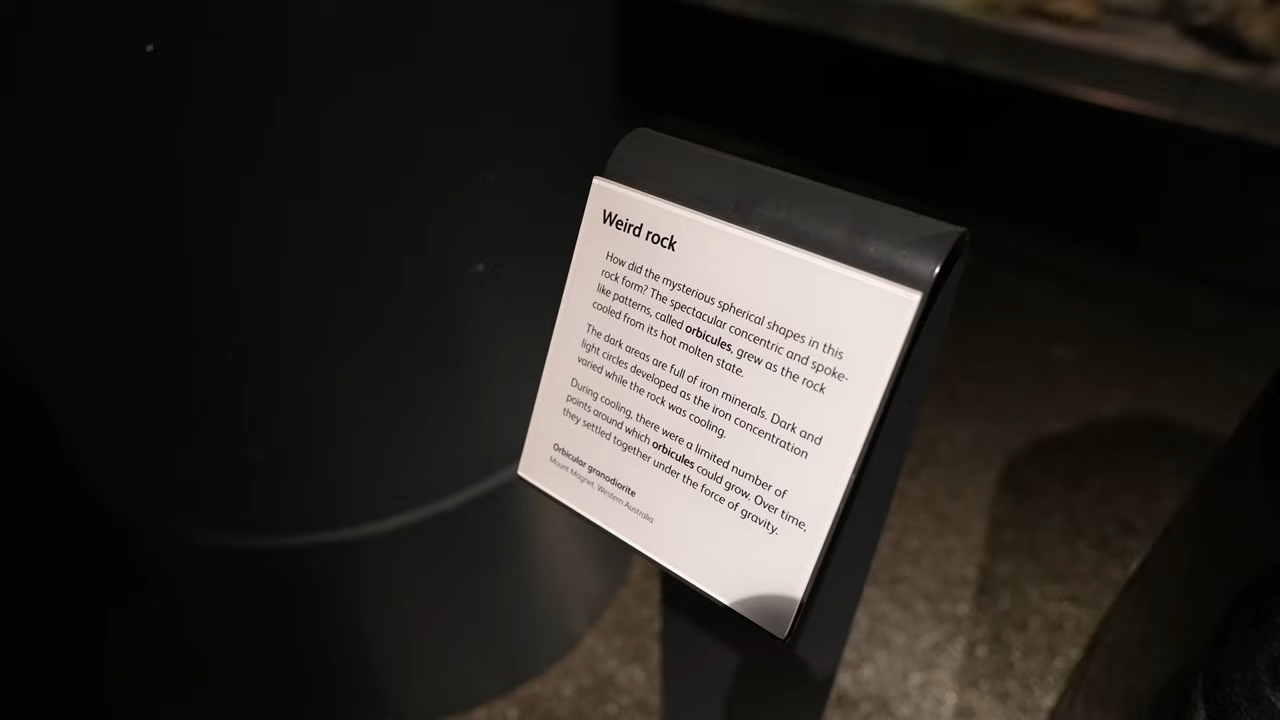 Weird rock
How did the mysterious spherical shapes in this
rock form? The spectacular concentric and spoke-
like patterns, called orbicules, grew as the rock
cooled from its hot molten state.
The dark areas are full of iron minerals. Dark and
light circles developed as the iron concentration
varied while the rock was cooling.
During cooling, there were a limited number of
points around which orbicules could grow. Over time,
they settled together under the force of gravity.
Orbicular granodiorite
Mount Magnet, Western Australia